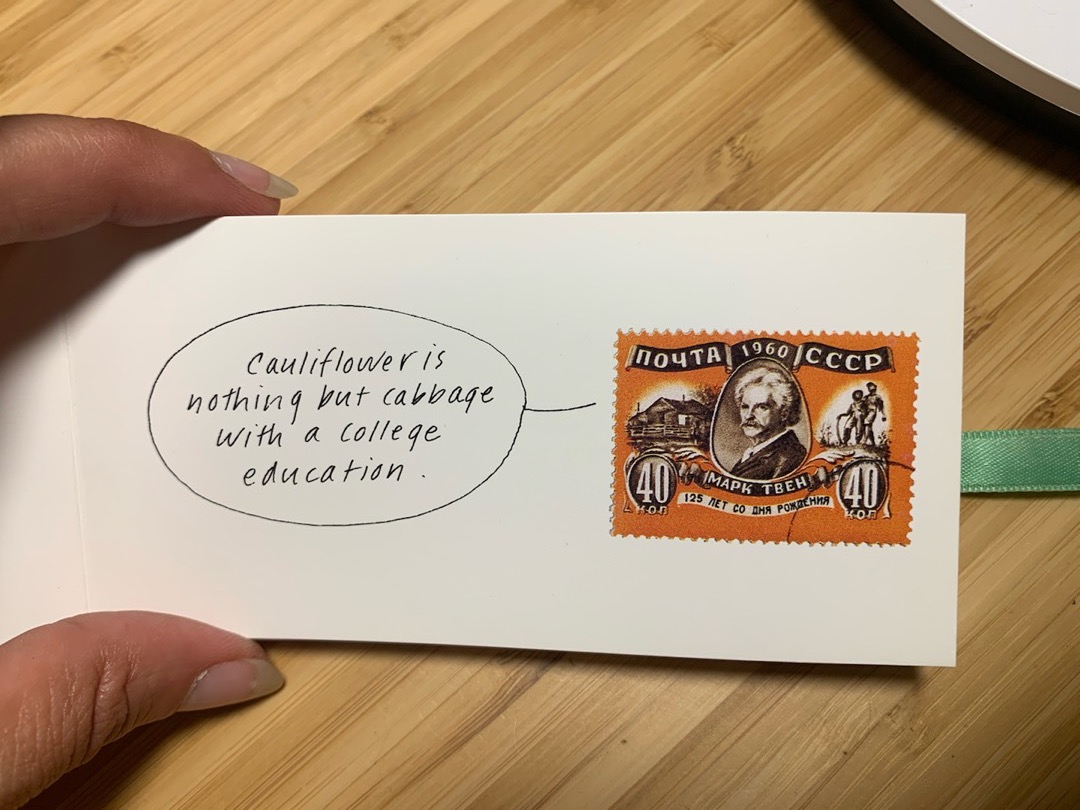 Cauliflower is
nothing but cabbage
with a college
education.
ПОЧТА 1960 СССР
МАРК ТВЕН
40 КОП
40 КОП
125 ЛЕТ СО ДНЯ РОЖДЕНИЯ